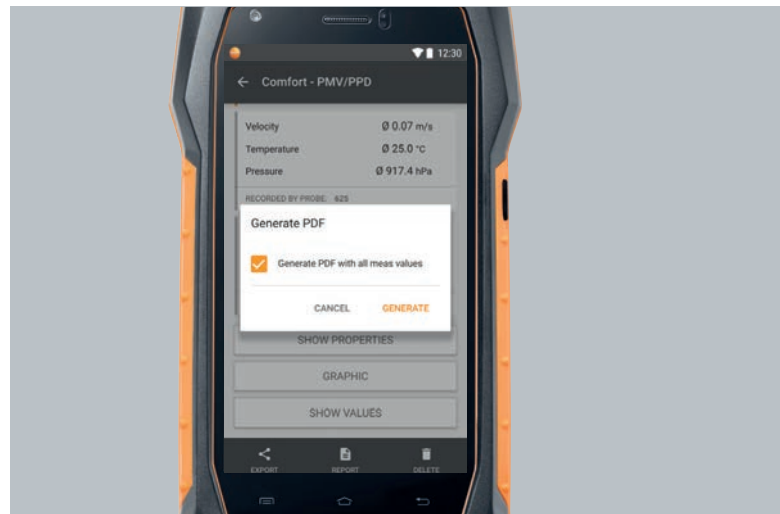 12:30
Comfort - PMV/PPD
Velocity Ø 0.07 m/s
Temperature Ø 25.0 °C
Pressure Ø 917.4 hPa
RECORDED BY PROBE: 625
Generate PDF
Generate PDF with all meas values
CANCEL GENERATE
SHOW PROPERTIES
GRAPHIC
SHOW VALUES
EXPORT REPORT DELETE